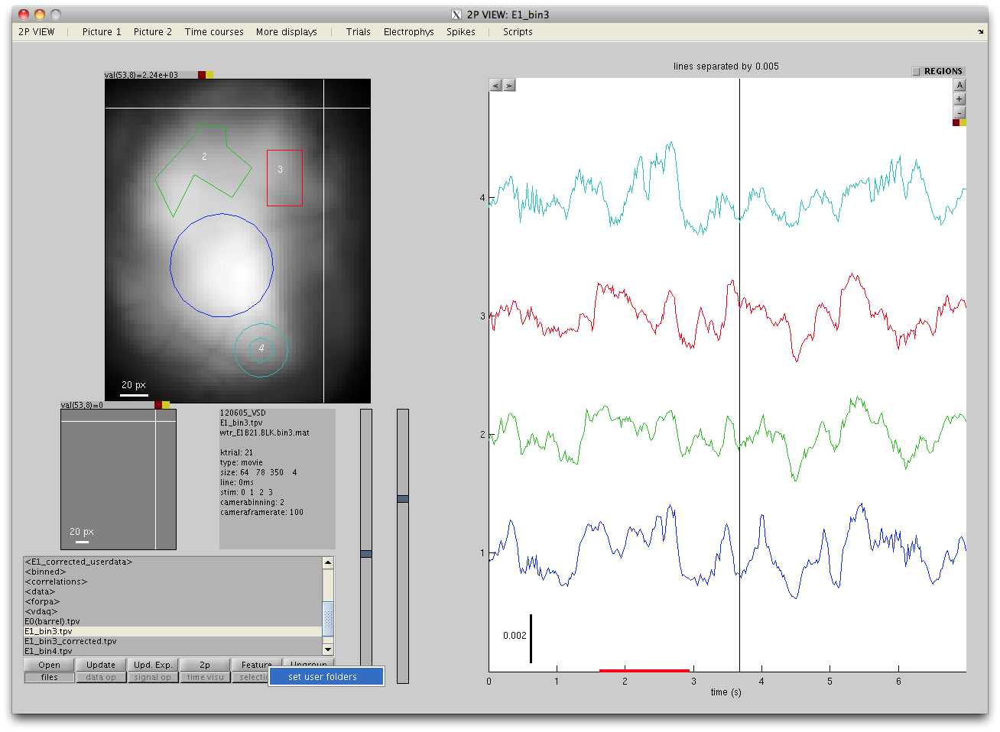 2P VIEW: E1_bin3
2P VIEW | Picture 1 Picture 2 Time courses More displays | Trials Electrophys Spikes | Scripts
val(53,8)=2.24e+03
2
3
1
4
20 px
val(53,8)=0
20 px
120605_VSD
E1_bin3.tpv
wtr_E1B21.BLK.bin3.mat
ktrial: 21
type: movie
size: 64 78 350 4
line: 0ms
stim: 0 1 2 3
camerabinning: 2
cameraframerate: 100
<E1_corrected_userdata>
<binned>
<correlations>
<data>
<forpa>
<vdaq>
E0(barrel).tpv
E1_bin3.tpv
E1_bin3_corrected.tpv
E1_bin4.tpv
Open Update Upd. Exp. 2p Feature Ungroup
files data op. signal op. time visu selectio
set user folders
lines separated by 0.005
REGIONS
< >
A
+
-
4
3
2
1
0.002
0 1 2 3 4 5 6
time (s)